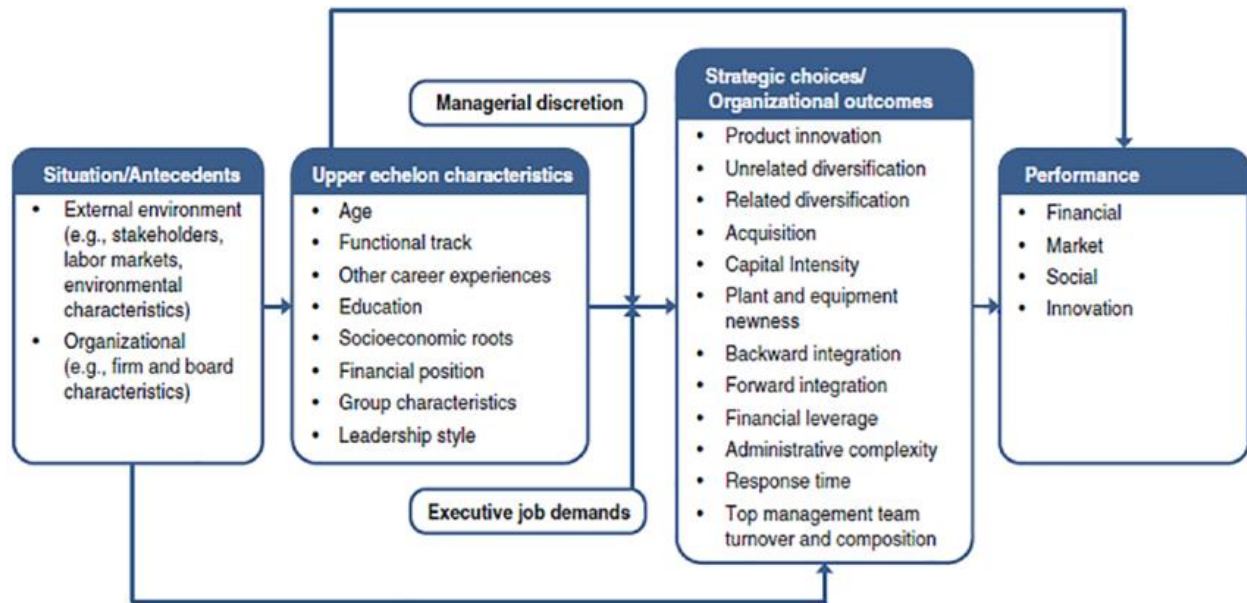 Situation/Antecedents
• External environment
(e.g., stakeholders,
labor markets,
environmental
characteristics)
• Organizational
(e.g., firm and board
characteristics)
Upper echelon characteristics
• Age
• Functional track
• Other career experiences
• Education
• Socioeconomic roots
• Financial position
• Group characteristics
• Leadership style
Managerial discretion
Executive job demands
Strategic choices/
Organizational outcomes
• Product innovation
• Unrelated diversification
• Related diversification
• Acquisition
• Capital Intensity
• Plant and equipment
newness
• Backward integration
• Forward integration
• Financial leverage
• Administrative complexity
• Response time
• Top management team
turnover and composition
Performance
• Financial
• Market
• Social
• Innovation